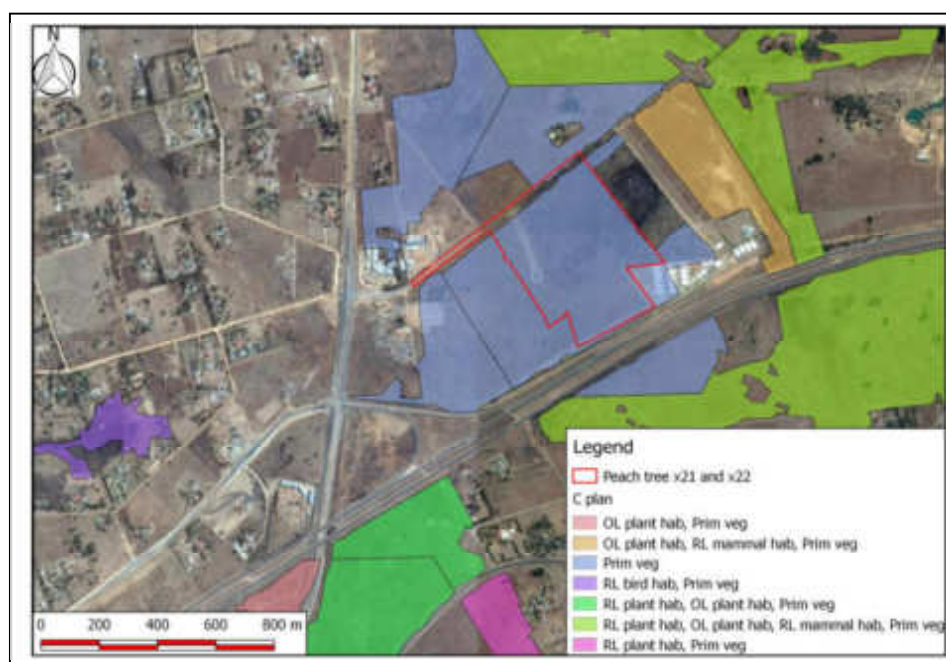 N
Legend
Peach tree x21 and x22
C plan
OL plant hab, Prim veg
OL plant hab, RL mammal hab, Prim veg
Prim veg
RL bird hab, Prim veg
RL plant hab, OL plant hab, Prim veg
RL plant hab, OL plant hab, RL mammal hab, Prim veg
RL plant hab, Prim veg
0 200 400 600 800 m